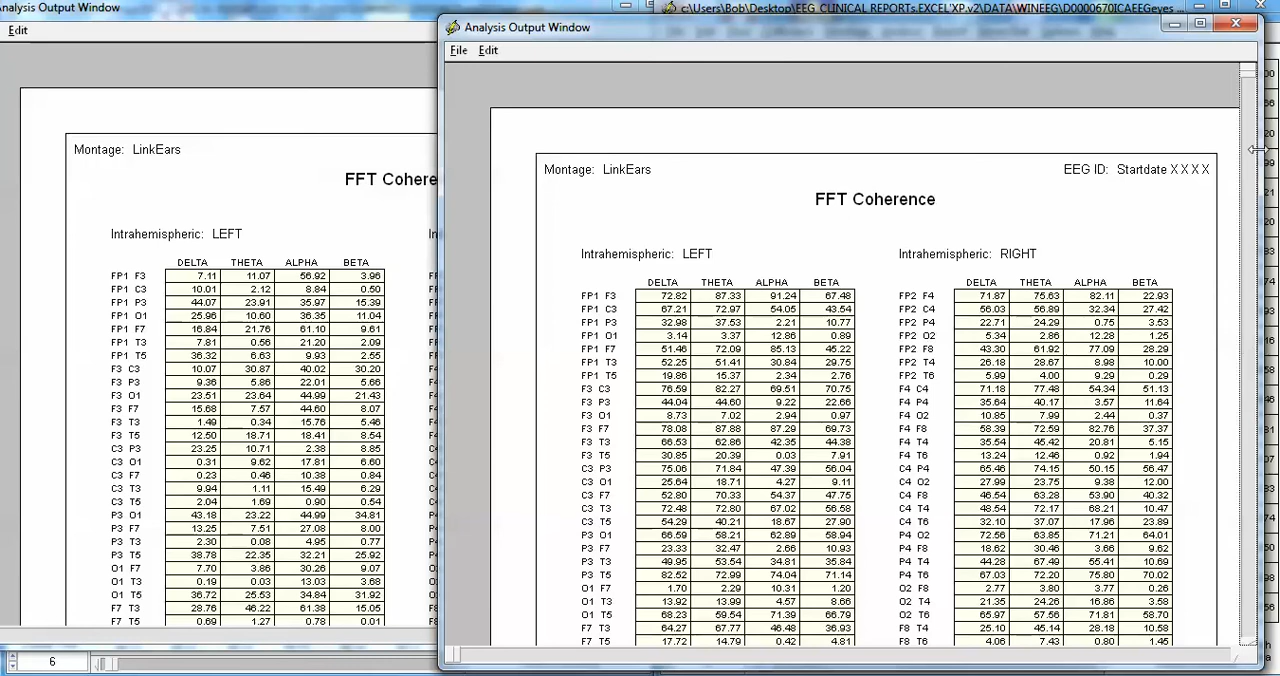 Analysis Output Window
Edit
Montage: LinkEars
FFT Cohere
Intrahemispheric: LEFT
DELTA THETA ALPHA BETA
FP1 F3 7.11 11.07 56.92 3.96
FP1 C3 10.01 2.12 8.84 0.50
FP1 P3 44.07 23.91 35.97 15.39
FP1 O1 25.96 10.60 36.35 11.04
FP1 F7 16.84 21.76 61.10 9.61
FP1 T3 7.81 0.56 21.20 2.09
FP1 T5 36.32 6.63 9.93 2.55
F3 C3 10.07 30.87 40.02 30.20
F3 P3 9.36 5.86 22.01 5.66
F3 O1 23.51 23.64 44.99 21.43
F3 F7 15.68 7.57 44.60 8.07
F3 T3 1.49 0.34 15.76 5.46
F3 T5 12.50 18.71 18.41 8.54
C3 P3 23.25 10.71 2.38 8.85
C3 O1 0.31 9.62 17.81 6.60
C3 F7 0.23 0.46 10.38 0.84
C3 T3 9.94 1.11 15.49 6.29
C3 T5 2.04 1.69 0.90 0.54
P3 O1 43.18 23.22 44.99 34.81
P3 F7 13.25 7.51 27.08 8.00
P3 T3 2.30 0.08 4.95 0.77
P3 T5 38.78 22.35 32.21 25.92
O1 F7 7.70 3.86 30.26 9.07
O1 T3 0.19 0.03 13.03 3.68
O1 T5 36.72 25.53 34.84 31.92
F7 T3 28.76 46.22 61.38 15.05
F7 T5 0.69 1.27 0.78 0.01
6
c:\Users\Bob\Desktop\EEG CLINICAL REPORTs.EXCEL'XP.v2\DATA\WINEEG\D0000670ICAEEGeyes ...
Analysis Output Window
File Edit
Montage: LinkEars EEG ID: Startdate X X X X
FFT Coherence
Intrahemispheric: LEFT Intrahemispheric: RIGHT
DELTA THETA ALPHA BETA DELTA THETA ALPHA BETA
FP1 F3 72.82 87.33 91.24 67.48 FP2 F4 71.87 75.63 82.11 22.93
FP1 C3 67.21 72.97 54.05 43.54 FP2 C4 56.03 56.89 32.34 27.42
FP1 P3 32.98 37.53 2.21 10.77 FP2 P4 22.71 24.29 0.75 3.53
FP1 O1 3.14 3.37 12.86 0.89 FP2 O2 5.34 2.86 12.28 1.25
FP1 F7 51.46 72.09 85.13 45.22 FP2 F8 43.30 61.92 77.09 28.29
FP1 T3 52.25 51.41 30.84 29.75 FP2 T4 26.18 28.67 8.98 10.00
FP1 T5 19.86 15.37 2.34 2.76 FP2 T6 5.99 4.00 9.29 0.29
F3 C3 76.59 82.27 69.51 70.75 F4 C4 71.18 77.48 54.34 51.13
F3 P3 44.04 44.60 9.22 22.66 F4 P4 35.64 40.17 3.57 11.64
F3 O1 8.73 7.02 2.94 0.97 F4 O2 10.85 7.99 2.44 0.37
F3 F7 78.08 87.88 87.29 69.73 F4 F8 58.39 72.59 82.76 37.37
F3 T3 66.53 62.86 42.35 44.38 F4 T4 35.54 45.42 20.81 5.15
F3 T5 30.85 20.39 0.03 7.91 F4 T6 13.24 12.46 0.92 1.94
C3 P3 75.06 71.84 47.39 56.04 C4 P4 65.46 74.15 50.15 56.47
C3 O1 25.64 18.71 4.27 9.11 C4 O2 27.99 23.75 9.38 12.00
C3 F7 52.80 70.33 54.37 47.75 C4 F8 46.54 63.28 53.90 40.32
C3 T3 72.48 72.80 67.02 56.58 C4 T4 48.54 72.17 68.21 10.47
C3 T5 54.29 40.21 18.67 27.90 C4 T6 32.10 37.07 17.96 23.89
P3 O1 66.59 58.21 62.89 58.94 P4 O2 72.56 63.85 71.21 64.01
P3 F7 23.33 32.47 2.66 10.93 P4 F8 18.62 30.46 3.66 9.62
P3 T3 49.95 53.54 34.81 35.84 P4 T4 44.28 67.49 55.41 10.69
P3 T5 82.52 72.99 74.04 71.14 P4 T6 67.03 72.20 75.80 70.02
O1 F7 1.70 2.29 10.31 1.20 O2 F8 2.77 3.80 3.77 0.26
O1 T3 13.92 13.99 4.57 8.66 O2 T4 21.35 24.26 16.86 3.58
O1 T5 68.23 59.54 71.39 66.79 O2 T6 65.97 57.56 71.81 58.70
F7 T3 64.27 67.77 46.48 36.93 F8 T4 25.10 45.14 28.18 10.58
F7 T5 17.72 14.79 0.42 4.81 F8 T6 4.06 7.43 0.80 1.45